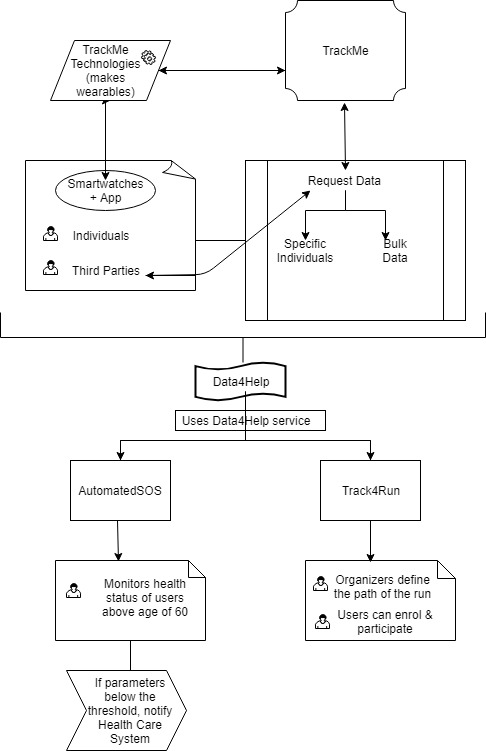 TrackMe
Technologies
(makes
wearables)
TrackMe
Smartwatches
+ App
Individuals
Third Parties
Request Data
Specific
Individuals
Bulk
Data
Data4Help
Uses Data4Help service
AutomatedSOS
Track4Run
Monitors health
status of users
above age of 60
Organizers define
the path of the run
Users can enrol &
participate
If parameters
below the
threshold, notify
Health Care
System